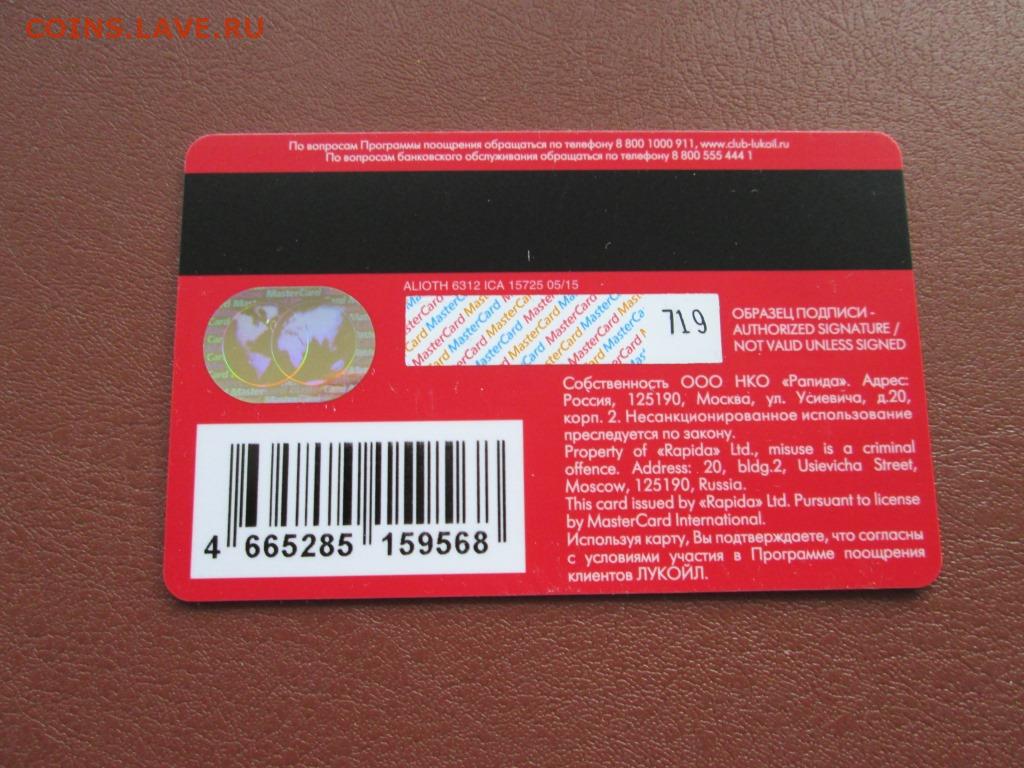 COINS.LAVE.RU
По вопросам Программы поощрения обращаться по телефону 8 800 1000 911, www.club-lukoil.ru
По вопросам банковского обслуживания обращаться по телефону 8 800 555 444 1
ALIOTH 6312 ICA 15725 05/15
MasterCard
MasterCard MasterCard MasterCard
719
ОБРАЗЕЦ ПОДПИСИ -
AUTHORIZED SIGNATURE /
NOT VALID UNLESS SIGNED
Собственность ООО НКО «Рапида». Адрес:
Россия, 125190, Москва, ул. Усиевича, д.20,
корп. 2. Несанкционированное использование
преследуется по закону.
Property of «Rapida» Ltd., misuse is a criminal
offence. Address: 20, bldg.2, Usievicha Street,
Moscow, 125190, Russia.
This card issued by «Rapida» Ltd. Pursuant to license
by MasterCard International.
Используя карту, Вы подтверждаете, что согласны
с условиями участия в Программе поощрения
клиентов ЛУКОЙЛ.
4 665285 159568